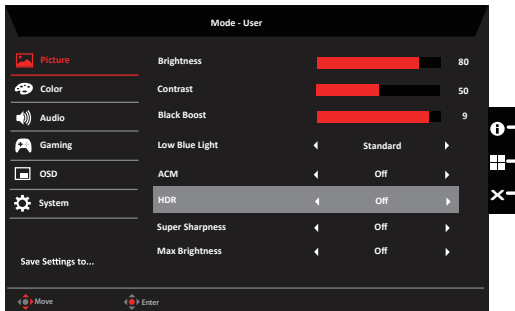 Mode - User
Picture
Color
Audio
Gaming
OSD
System
Save Settings to...
Brightness 80
Contrast 50
Black Boost 9
Low Blue Light Standard
ACM Off
HDR Off
Super Sharpness Off
Max Brightness Off
Move Enter